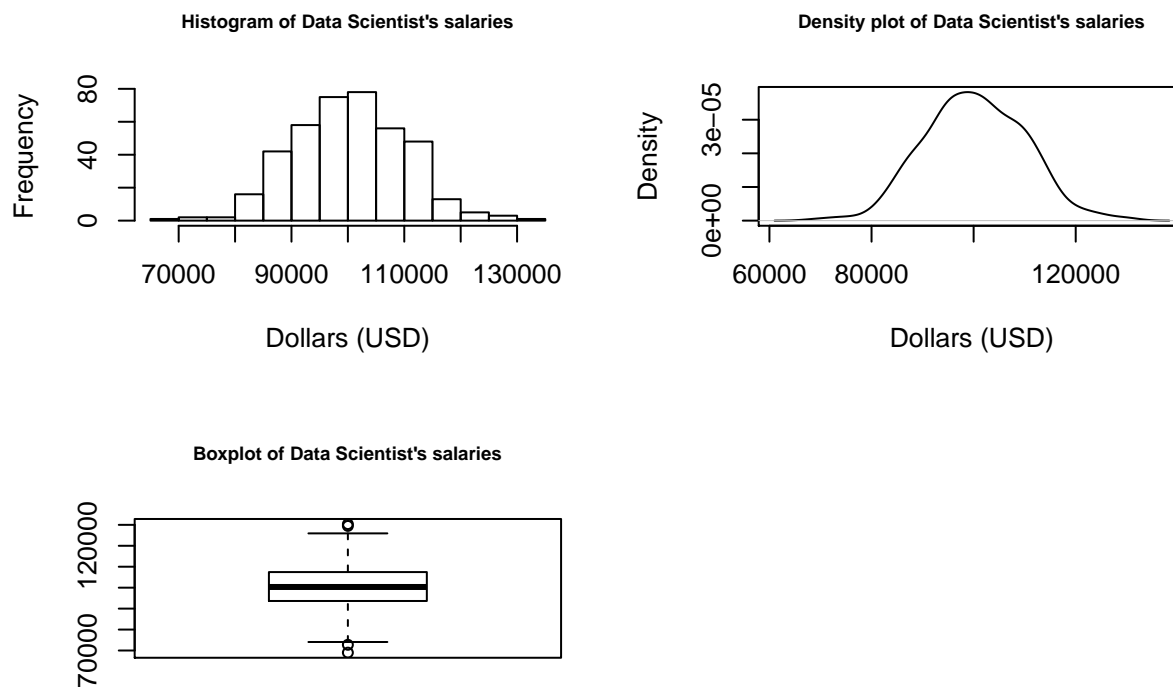 Histogram of Data Scientist's salaries
Frequency
0 40 80
70000 90000 110000 130000
Dollars (USD)
Density plot of Data Scientist's salaries
Density
0e+00 3e−05
60000 80000 120000
Dollars (USD)
Boxplot of Data Scientist's salaries
70000 120000